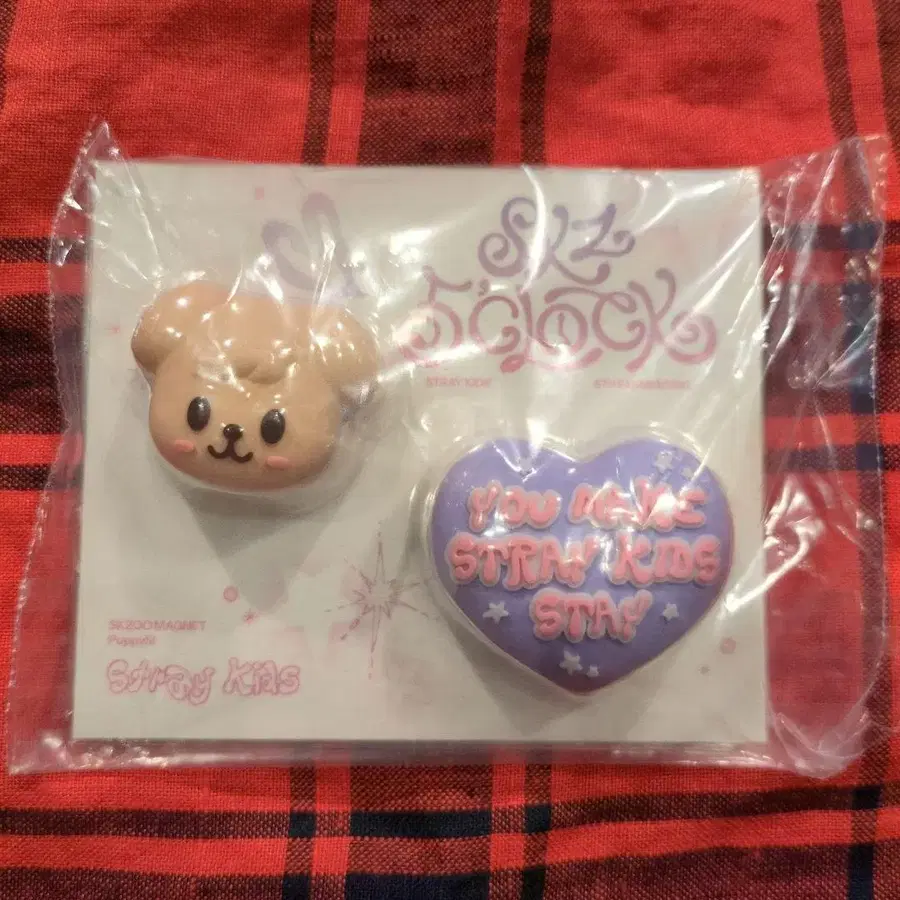 SKZ
5'CLOCK
STRAY KIDS
YOU MAKE
STRAY KIDS
STAY
SKZOO MAGNET
PuppyM
Stray Kids